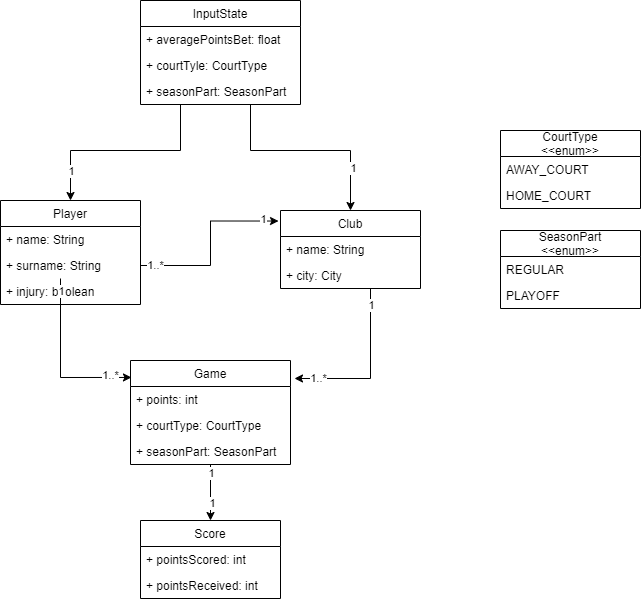 InputState
+ averagePointsBet: float
+ courtTyle: CourtType
+ seasonPart: SeasonPart
CourtType
<<enum>>
AWAY_COURT
HOME_COURT
1
1
Player
+ name: String
+ surname: String
+ injury: b1olean
1..*
1
Club
+ name: String
+ city: City
SeasonPart
<<enum>>
REGULAR
PLAYOFF
1
1..*
1..*
Game
+ points: int
+ courtType: CourtType
+ seasonPart: SeasonPart
1
1
Score
+ pointsScored: int
+ pointsReceived: int